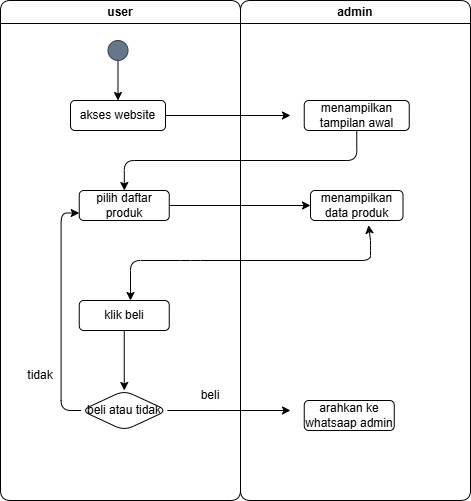 user
admin
akses website
menampilkan
tampilan awal
pilih daftar
produk
menampilkan
data produk
klik beli
tidak
beli atau tidak
beli
arahkan ke
whatsaap admin